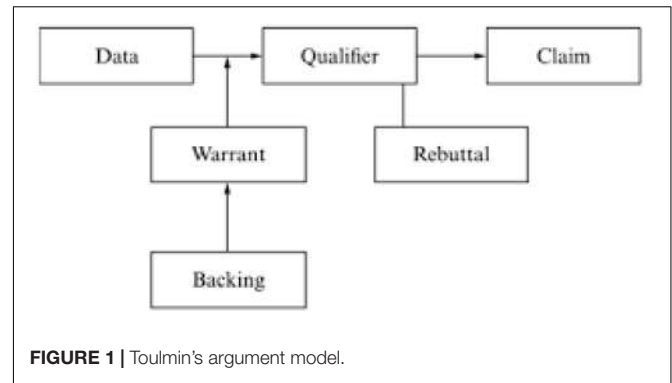 Data
Qualifier
Claim
Warrant
Rebuttal
Backing
FIGURE 1 | Toulmin's argument model.